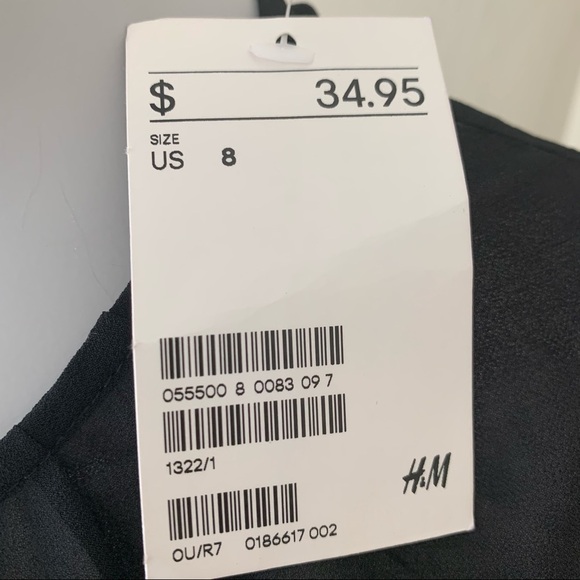 $ 34.95
SIZE
US 8
055500 8 0083 09 7
1322/1
H&M
0U/R7 0186617 002